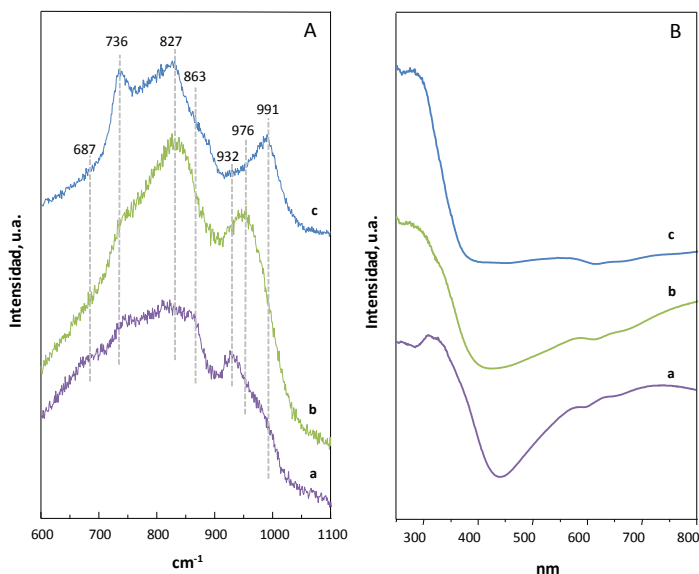 A
736
827
863
991
976
687
932
c
b
a
Intensidad, u.a.
600 700 800 900 1000 1100
cm-1
B
c
b
a
Intensidad, u.a.
300 400 500 600 700 800
nm